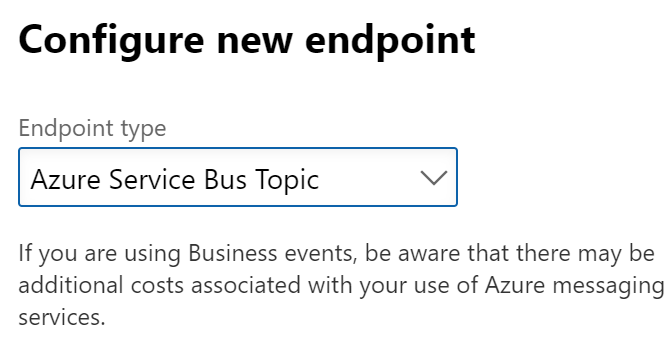 Configure new endpoint
Endpoint type
Azure Service Bus Topic
If you are using Business events, be aware that there may be
additional costs associated with your use of Azure messaging
services.